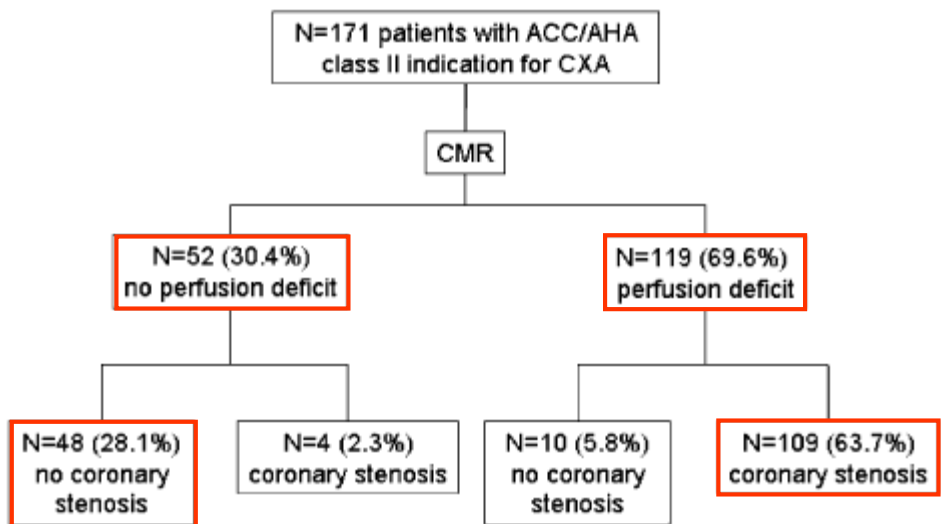 N=171 patients with ACC/AHA
class II indication for CXA
CMR
N=52 (30.4%)
no perfusion deficit
N=119 (69.6%)
perfusion deficit
N=48 (28.1%)
no coronary
stenosis
N=4 (2.3%)
coronary stenosis
N=10 (5.8%)
no coronary
stenosis
N=109 (63.7%)
coronary stenosis